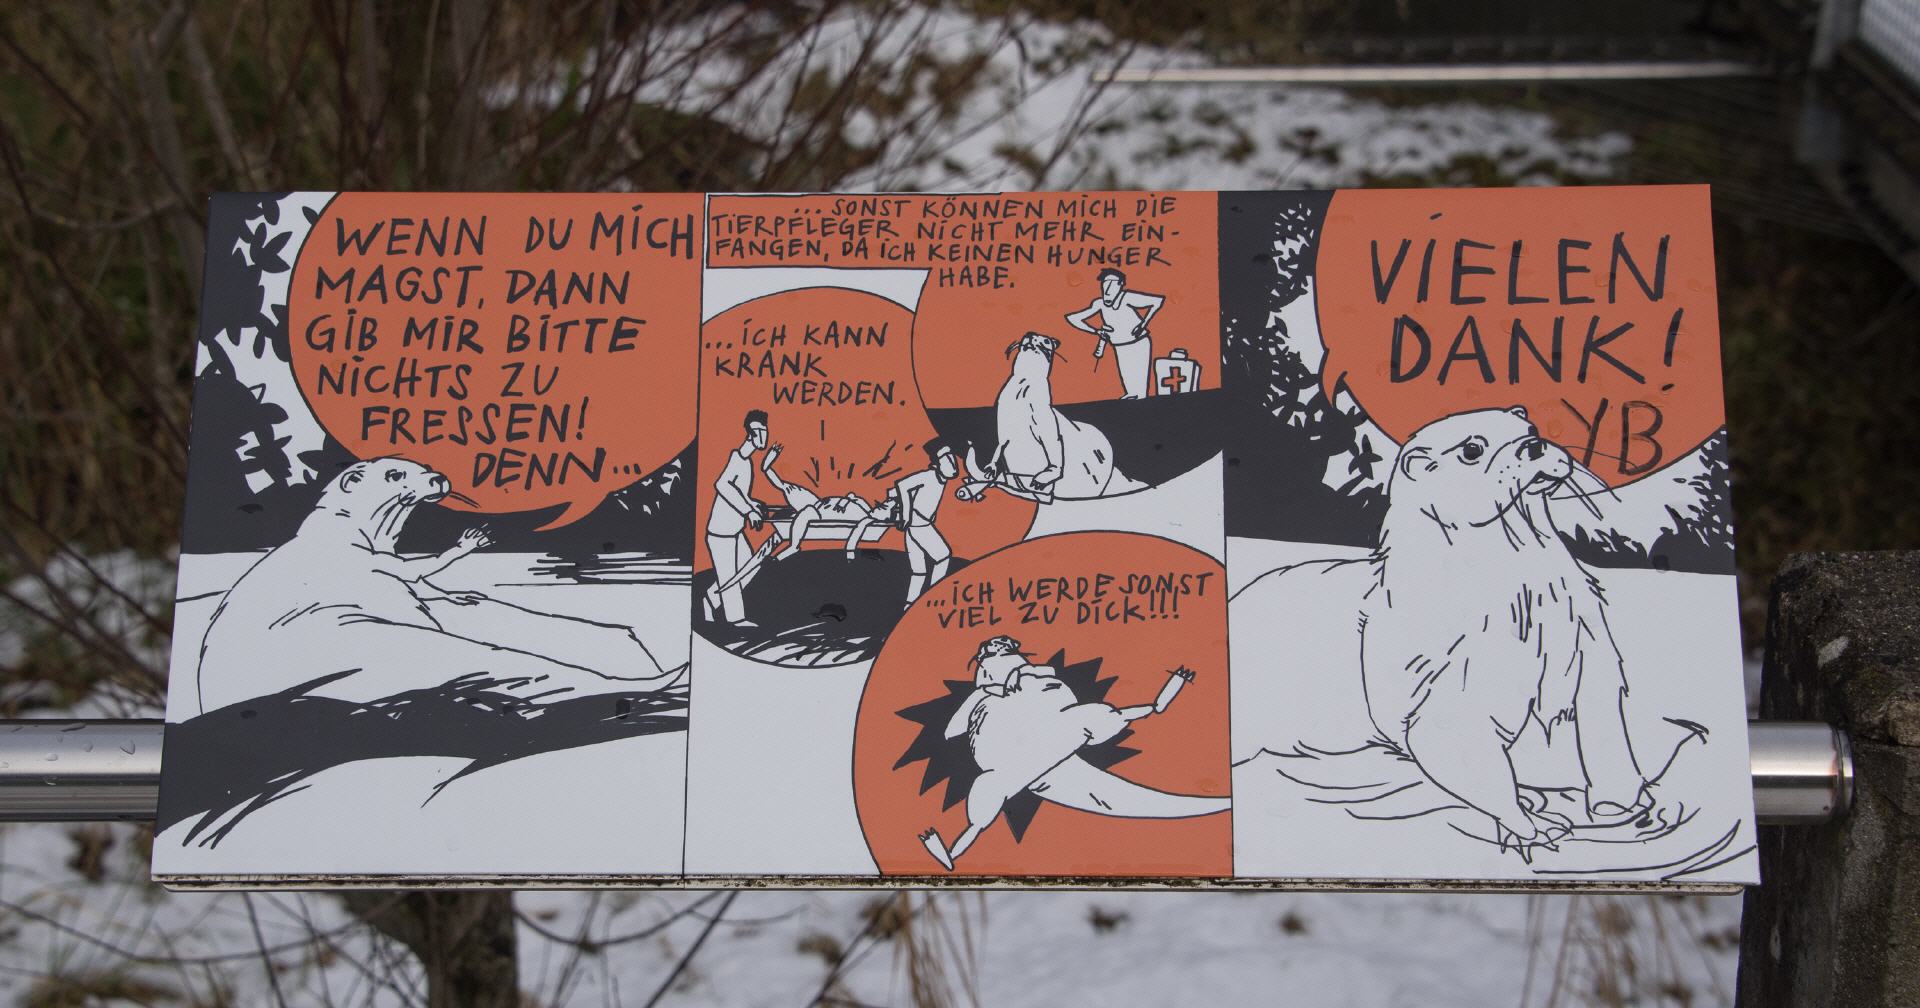 WENN DU MICH
MAGST, DANN
GIB MIR BITTE
NICHTS ZU
FRESSEN!
DENN...
...ICH KANN
KRANK
WERDEN.
... SONST KÖNNEN MICH DIE
TIERPFLEGER NICHT MEHR EIN-
FANGEN, DA ICH KEINEN HUNGER
HABE.
...ICH WERDE SONST
VIEL ZU DICK!!!
VIELEN
DANK!
YB